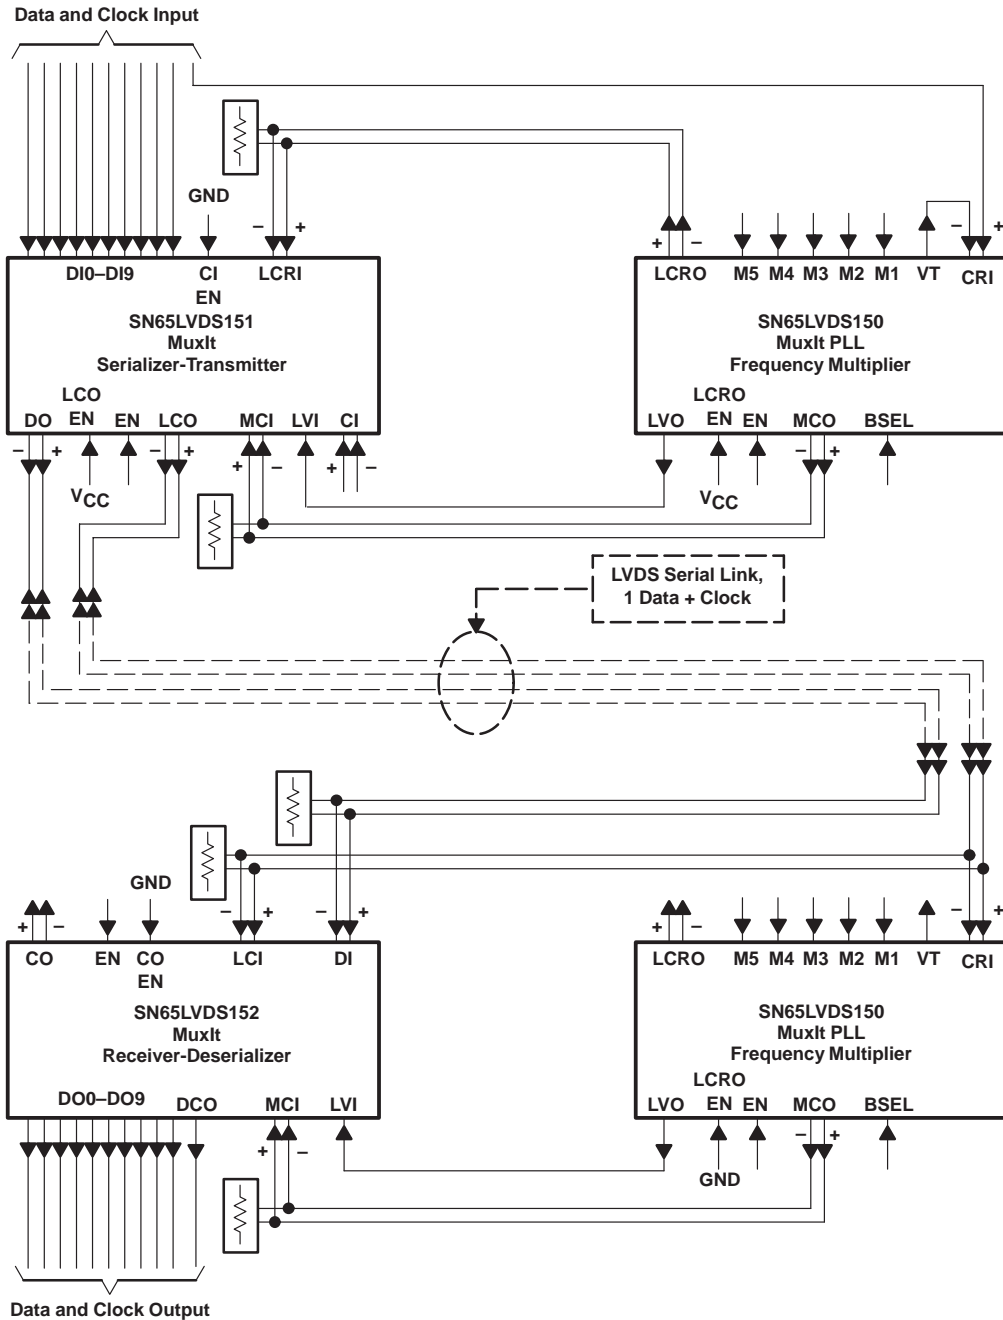 Data and Clock Input
GND
– +
+ –
– +
DI0–DI9 CI EN LCRI
SN65LVDS151
MuxIt
Serializer-Transmitter
LCRO M5 M4 M3 M2 M1 VT CRI
SN65LVDS150
MuxIt PLL
Frequency Multiplier
DO LCO EN EN LCO MCI LVI CI
LVO LCRO EN EN MCO BSEL
– + – + + – + –
– +
VCC
VCC
LVDS Serial Link,
1 Data + Clock
GND
+ – – + – +
+ – – +
CO EN CO EN LCI DI
SN65LVDS152
MuxIt
Receiver-Deserializer
LCRO M5 M4 M3 M2 M1 VT CRI
SN65LVDS150
MuxIt PLL
Frequency Multiplier
DO0–DO9 DCO MCI LVI
LVO LCRO EN EN MCO BSEL
+ –
– +
GND
Data and Clock Output